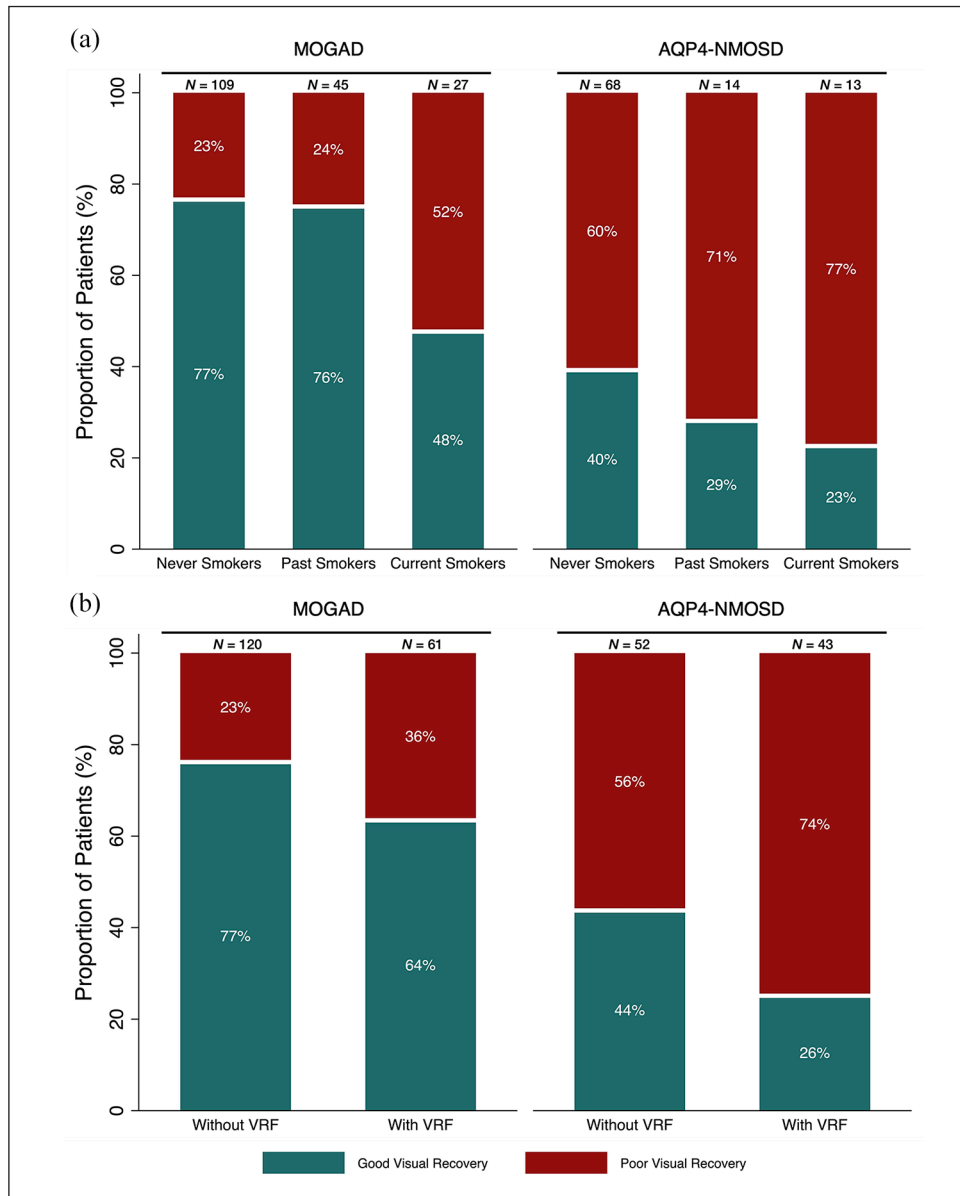 (a)
MOGAD AQP4-NMOSD
N = 109 N = 45 N = 27 N = 68 N = 14 N = 13
Proportion of Patients (%)
100
80
60
40
20
0
23% 24% 52% 60% 71% 77%
77% 76% 48% 40% 29% 23%
Never Smokers Past Smokers Current Smokers Never Smokers Past Smokers Current Smokers
(b)
MOGAD AQP4-NMOSD
N = 120 N = 61 N = 52 N = 43
Proportion of Patients (%)
100
80
60
40
20
0
23% 36% 56% 74%
77% 64% 44% 26%
Without VRF With VRF Without VRF With VRF
Good Visual Recovery Poor Visual Recovery